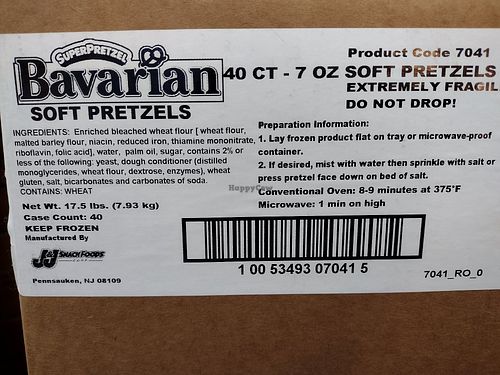 SUPERPRETZEL
Bavarian
SOFT PRETZELS
Product Code 7041
40 CT - 7 OZ SOFT PRETZELS
EXTREMELY FRAGIL
DO NOT DROP!
INGREDIENTS: Enriched bleached wheat flour [ wheat flour,
malted barley flour, niacin, reduced iron, thiamine mononitrate,
riboflavin, folic acid], water, palm oil, sugar, contains 2% or
less of the following: yeast, dough conditioner (distilled
monoglycerides, wheat flour, dextrose, enzymes), wheat
gluten, salt, bicarbonates and carbonates of soda.
CONTAINS: WHEAT
Net Wt. 17.5 lbs. (7.93 kg)
Case Count: 40
KEEP FROZEN
Manufactured By
J&J SNACK FOODS
CORP
Pennsauken, NJ 08109
Preparation Information:
1. Lay frozen product flat on tray or microwave-proof
container.
2. If desired, mist with water then sprinkle with salt or
press pretzel face down on bed of salt.
HappyCow
Conventional Oven: 8-9 minutes at 375°F
Microwave: 1 min on high
1 00 53493 07041 5
7041_RO_0